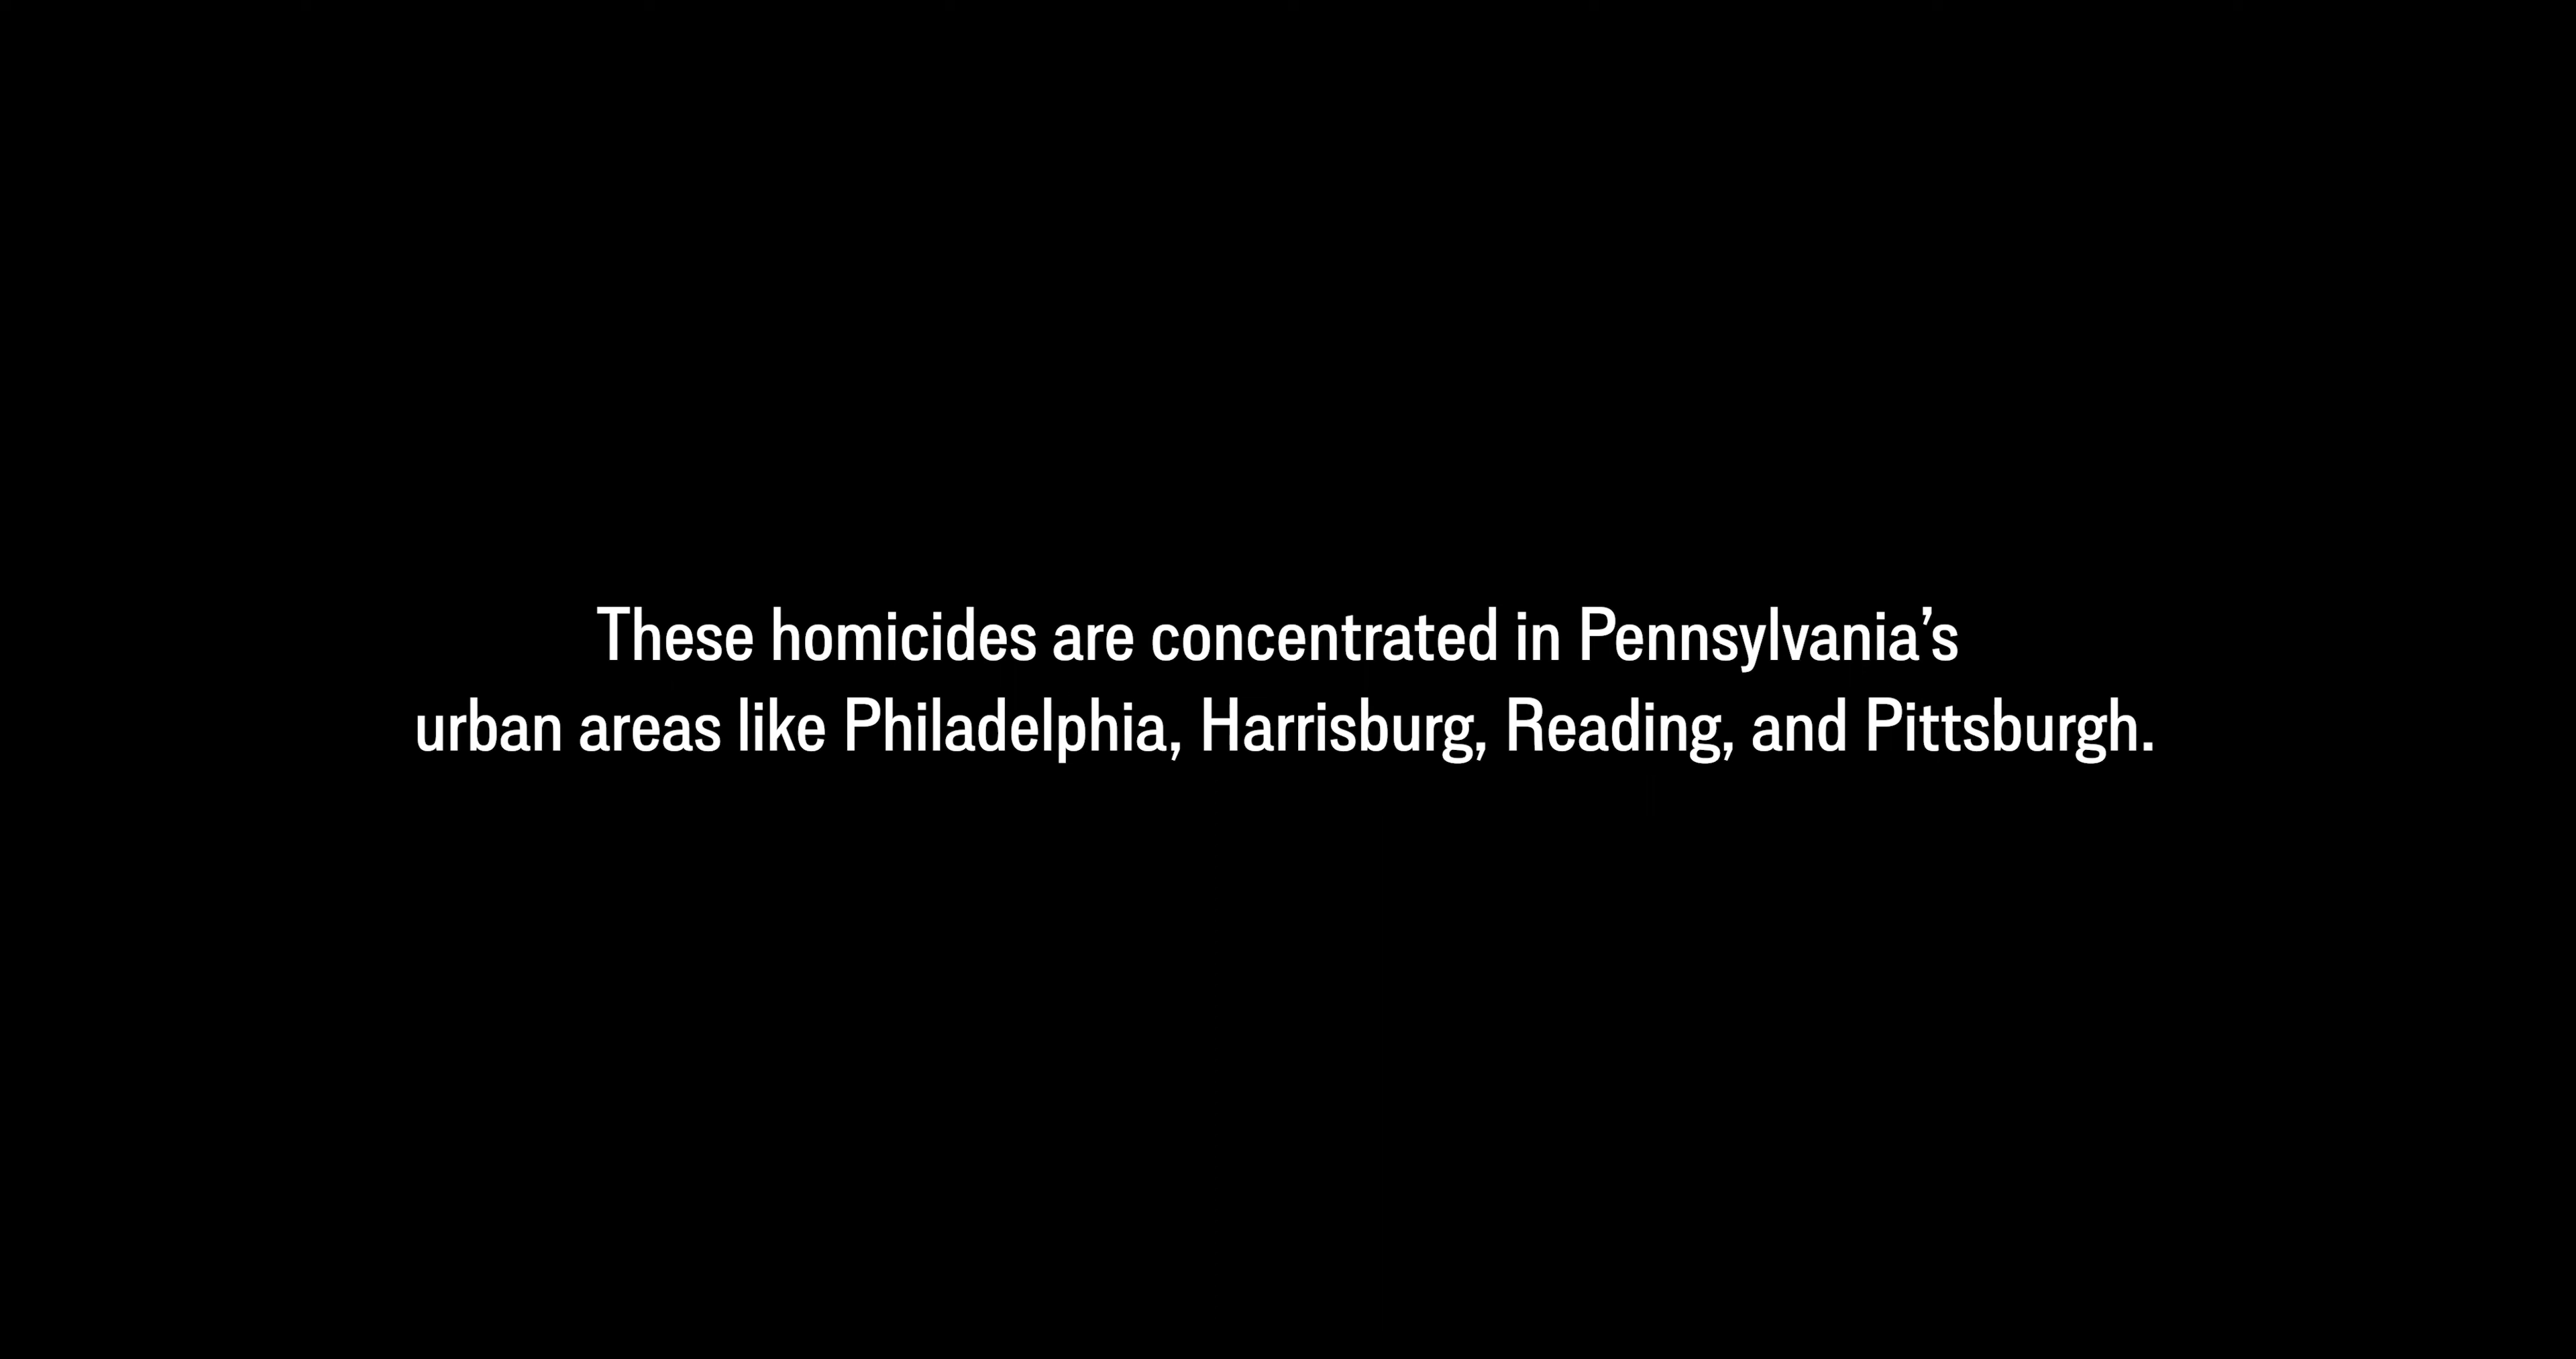 These homicides are concentrated in Pennsylvania’s
urban areas like Philadelphia, Harrisburg, Reading, and Pittsburgh.